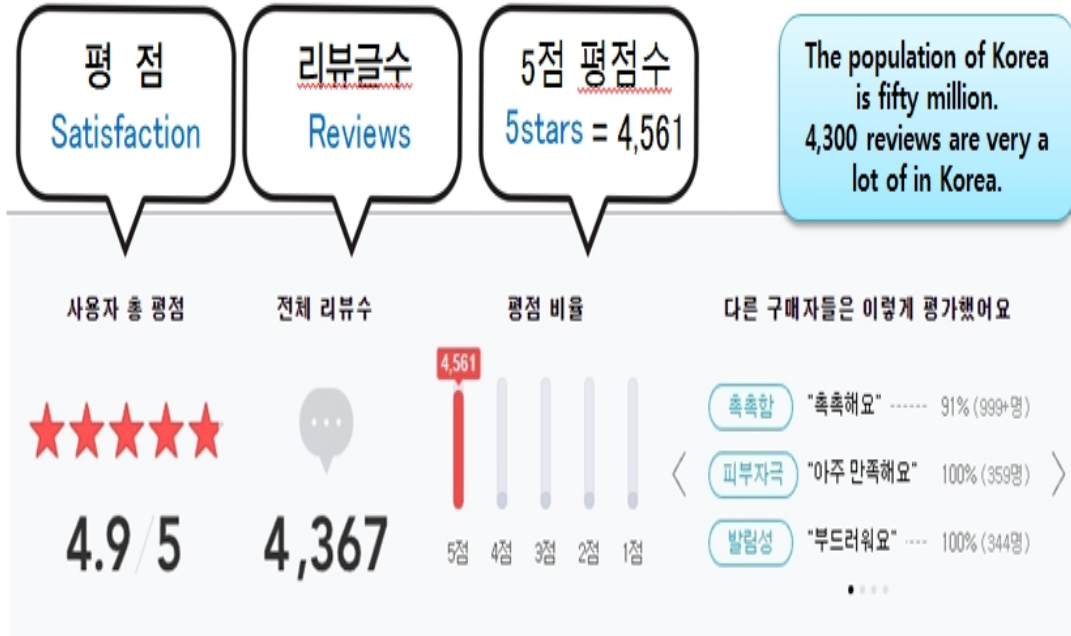 평 점
Satisfaction
리뷰글수
Reviews
5점 평점수
5stars = 4,561
The population of Korea
is fifty million.
4,300 reviews are very a
lot of in Korea.
사용자 총 평점
4.9/5
전체 리뷰수
4,367
평점 비율
4,561
5점 4점 3점 2점 1점
다른 구매자들은 이렇게 평가했어요
촉촉함 "촉촉해요" ------ 91% (999+명)
피부자극 "아주 만족해요" 100% (359명)
발림성 "부드러워요" ---- 100% (344명)